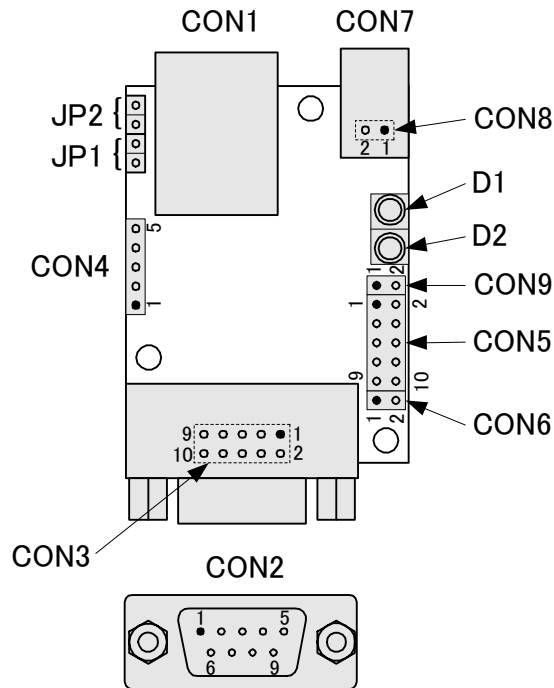 CON1
CON7
JP2
JP1
CON8
2 1
D1
D2
5
CON4
1
1 2
CON9
1 2
CON5
9 10
CON6
1 2
9 1
10 2
CON3
CON2
1 5
6 9